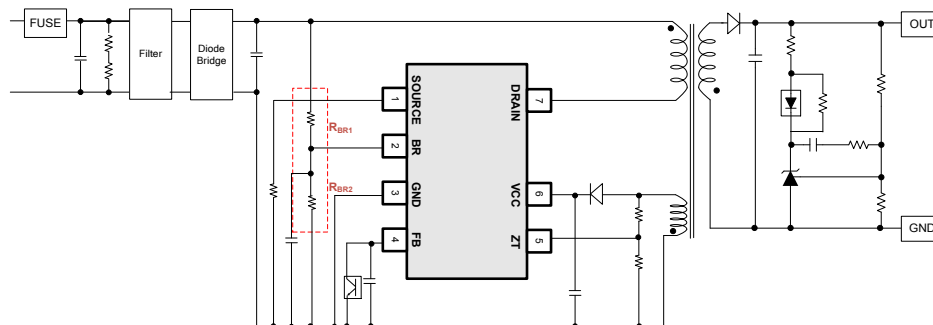 FUSE
Filter
Diode
Bridge
OUT
SOURCE
1
DRAIN
7
RBR1
BR
2
RBR2
GND
3
VCC
6
FB
4
ZT
5
GND